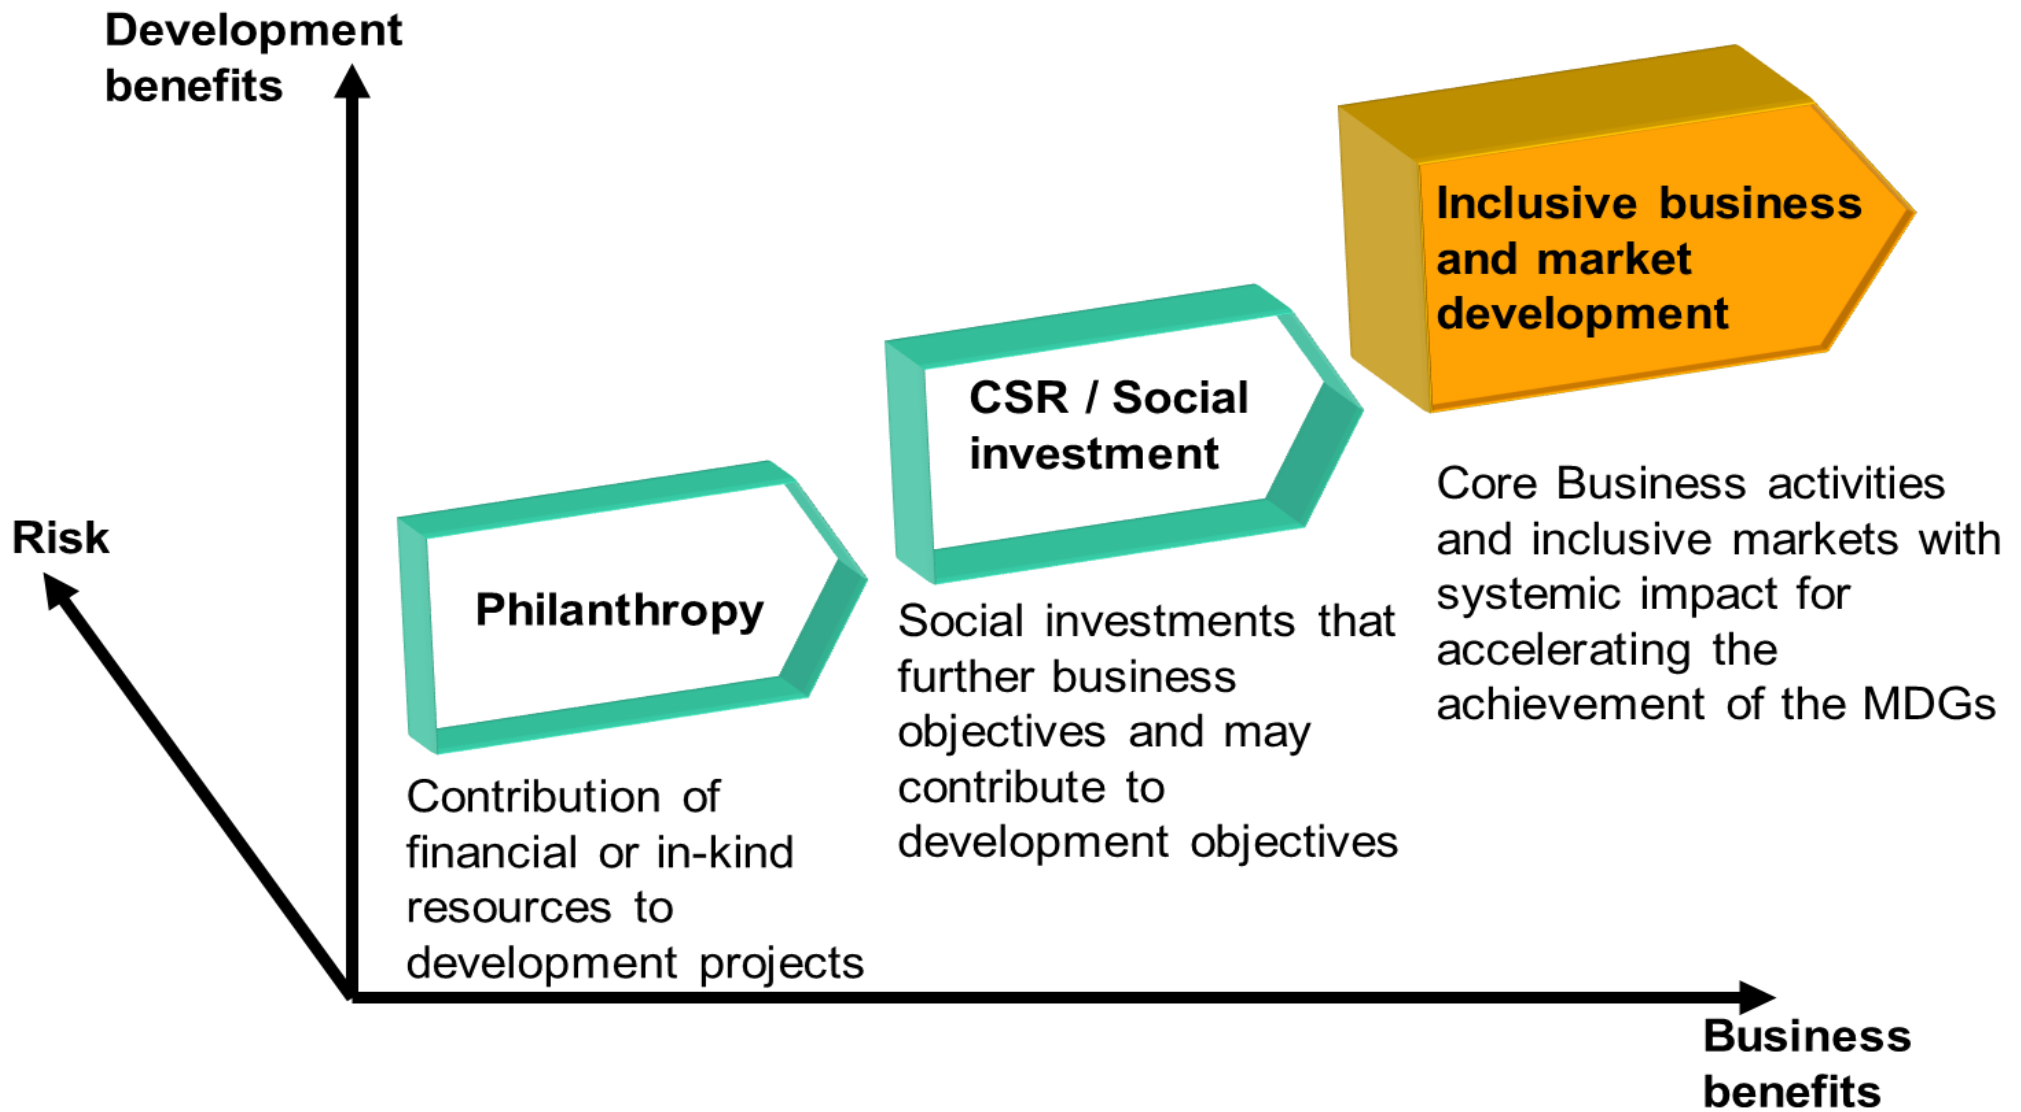 Development
benefits
Risk
Philanthropy
Contribution of
financial or in-kind
resources to
development projects
CSR / Social
investment
Social investments that
further business
objectives and may
contribute to
development objectives
Inclusive business
and market
development
Core Business activities
and inclusive markets with
systemic impact for
accelerating the
achievement of the MDGs
Business
benefits